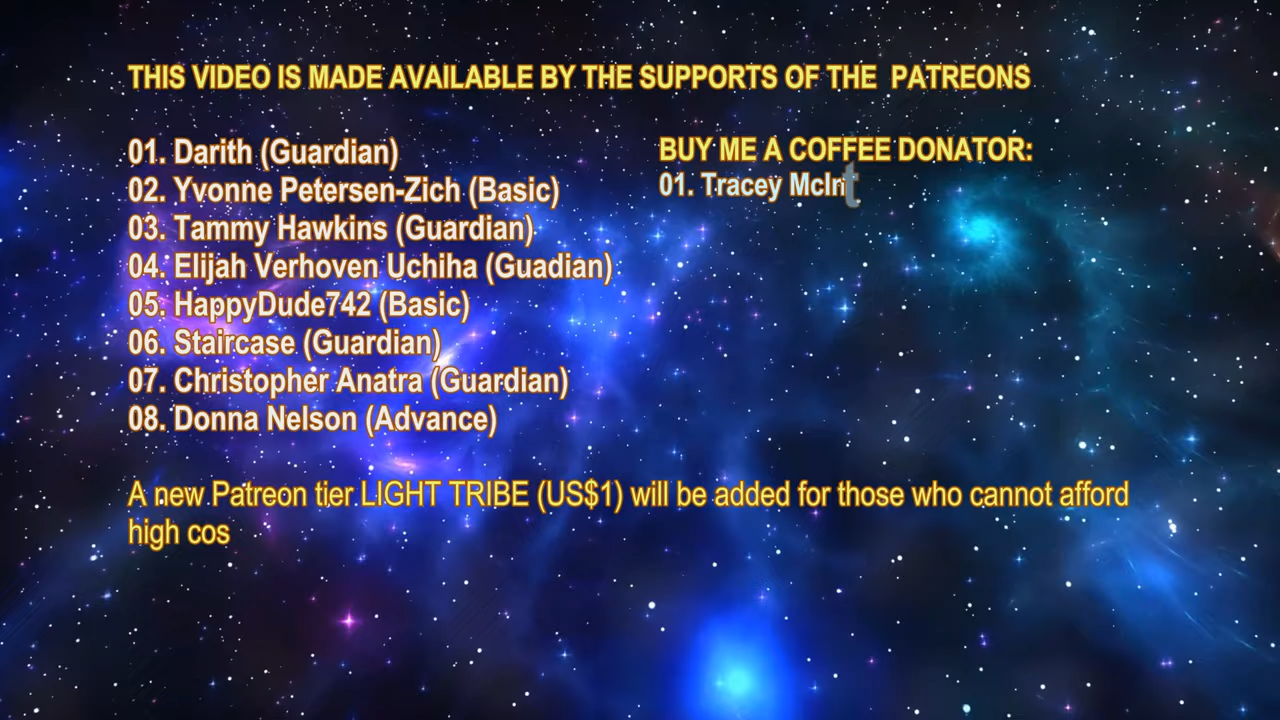 THIS VIDEO IS MADE AVAILABLE BY THE SUPPORTS OF THE PATREONS
01. Darith (Guardian)
02. Yvonne Petersen-Zich (Basic)
03. Tammy Hawkins (Guardian)
04. Elijah Verhoven Uchiha (Guadian)
05. HappyDude742 (Basic)
06. Staircase (Guardian)
07. Christopher Anatra (Guardian)
08. Donna Nelson (Advance)
BUY ME A COFFEE DONATOR:
01. Tracey McInt
A new Patreon tier LIGHT TRIBE (US$1) will be added for those who cannot afford
high cos